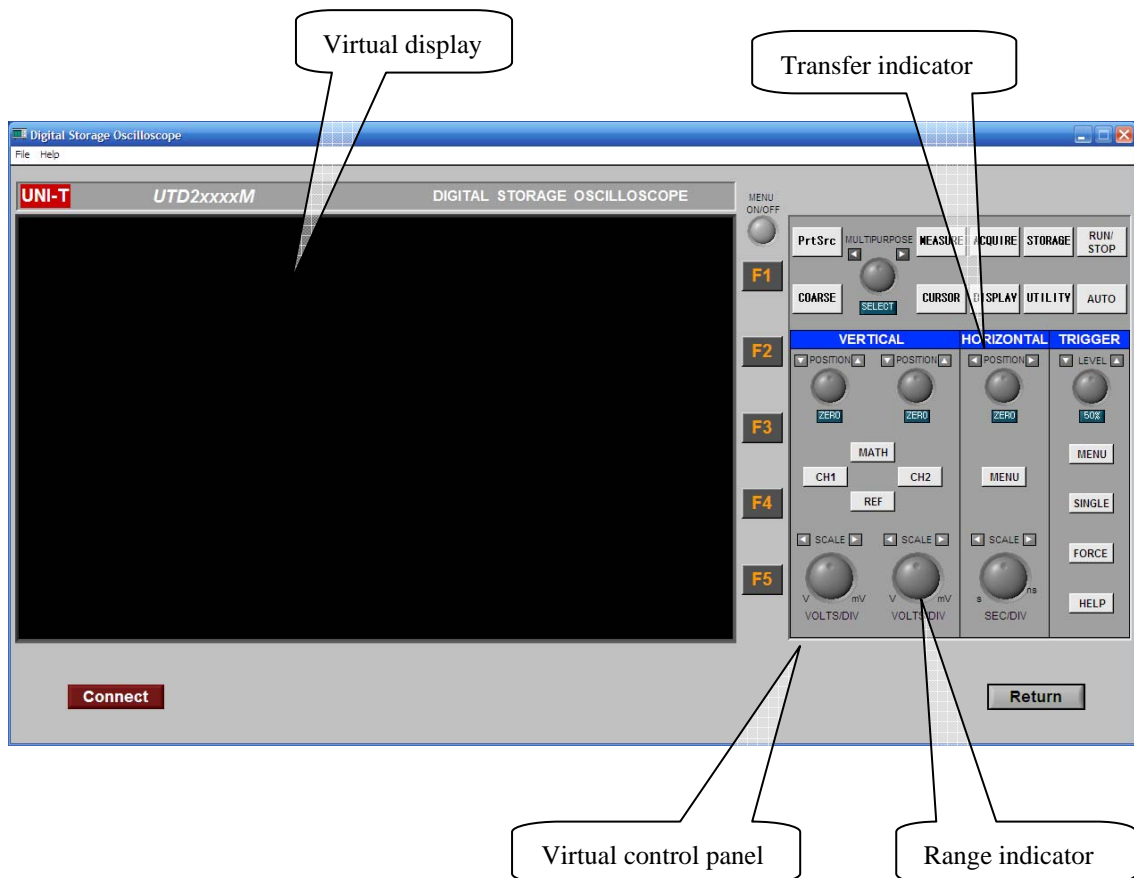 Virtual display
Transfer indicator
Digital Storage Oscilloscope
File Help
UNI-T UTD2xxxxM DIGITAL STORAGE OSCILLOSCOPE
MENU
ON/OFF
PrtSrc MULTIPURPOSE MEASURE ACQUIRE STORAGE RUN/
STOP
F1
COARSE SELECT CURSOR DISPLAY UTILITY AUTO
VERTICAL HORIZONTAL TRIGGER
F2
POSITION POSITION POSITION LEVEL
ZERO ZERO ZERO 50%
F3
MATH MENU
CH1 CH2 MENU
F4
REF SINGLE
SCALE SCALE SCALE
FORCE
F5
V mV V mV s ns
HELP
VOLTS/DIV VOLTS/DIV SEC/DIV
Connect
Return
Virtual control panel
Range indicator